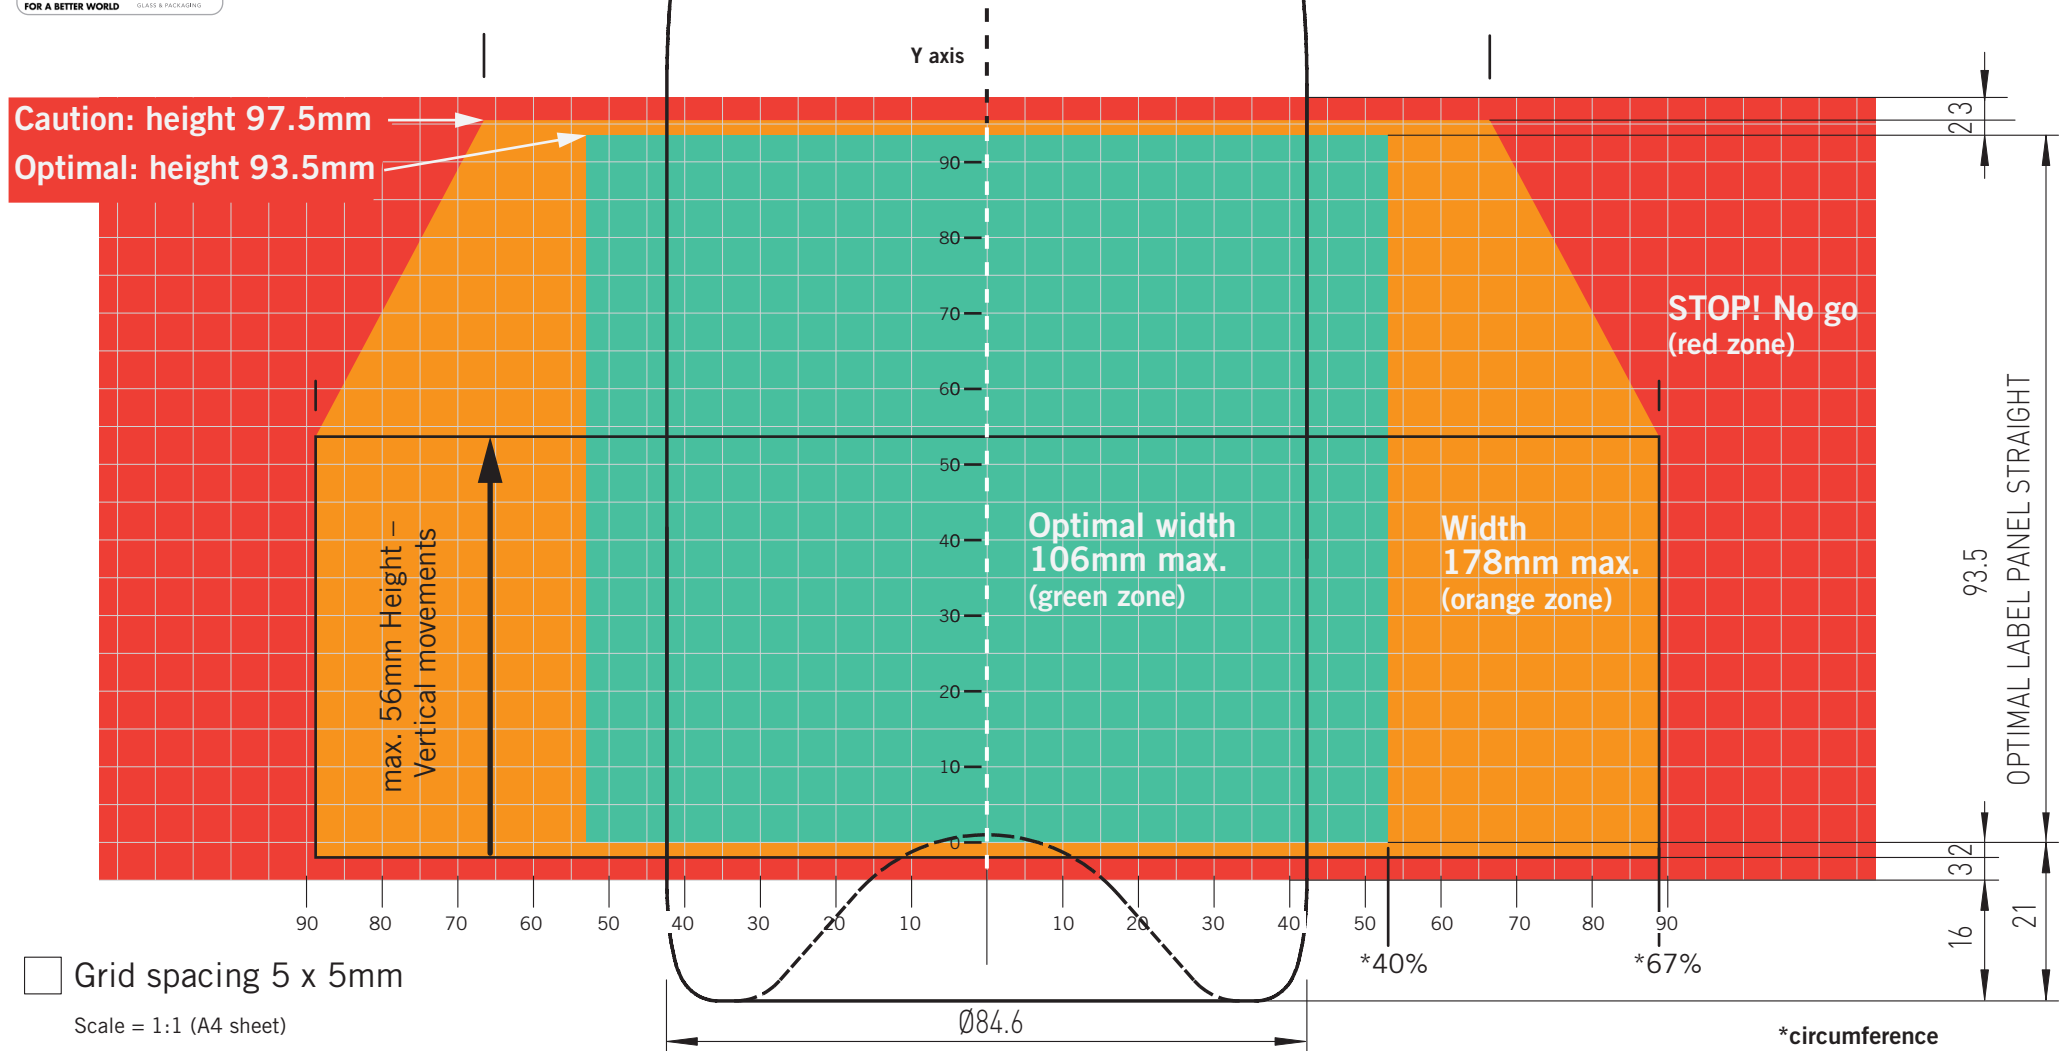 FOR A BETTER WORLD
GLASS & PACKAGING
Y axis
Caution: height 97.5mm
Optimal: height 93.5mm
3
2
90
80
70
60
50
40
30
20
10
0
STOP! No go
(red zone)
Optimal width
106mm max.
(green zone)
Width
178mm max.
(orange zone)
max. 56mm Height –
Vertical movements
93.5
OPTIMAL LABEL PANEL STRAIGHT
2
3
16
21
90 80 70 60 50 40 30 20 10 10 20 30 40 50 60 70 80 90
*40%
*67%
Grid spacing 5 x 5mm
Scale = 1:1 (A4 sheet)
Ø84.6
*circumference